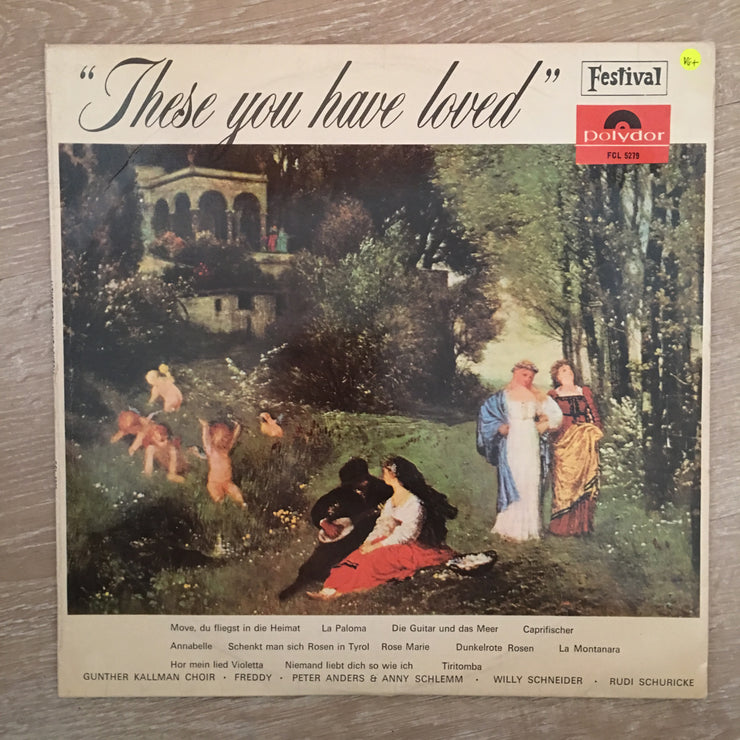 “These you have loved”
Festival
VG+
polydor
FCL 5279
Move, du fliegst in die Heimat La Paloma Die Guitar und das Meer Caprifischer
Annabelle Schenkt man sich Rosen in Tyrol Rose Marie Dunkelrote Rosen La Montanara
Hor mein lied Violetta Niemand liebt dich so wie ich Tiritomba
GUNTHER KALLMAN CHOIR · FREDDY · PETER ANDERS & ANNY SCHLEMM · WILLY SCHNEIDER · RUDI SCHURICKE